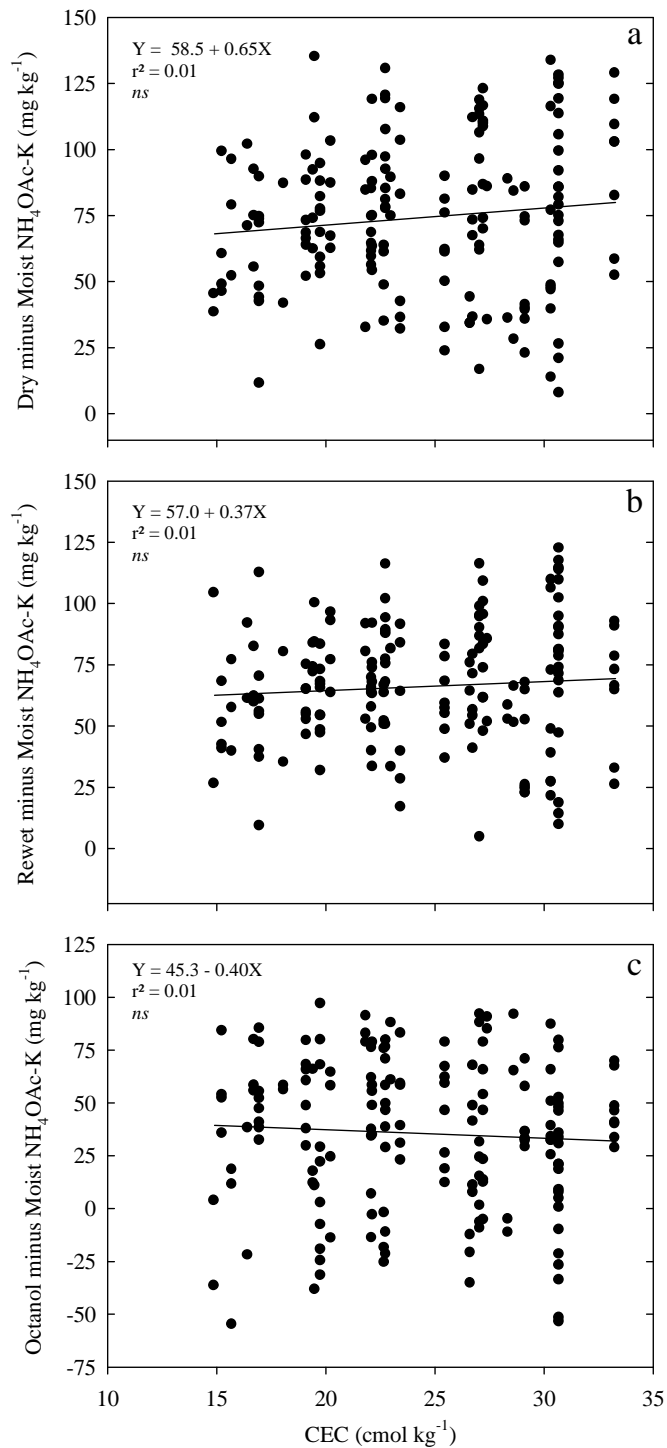 150
125
100
75
50
25
0
Dry minus Moist NH₄OAc-K (mg kg⁻¹)
Y = 58.5 + 0.65X
r² = 0.01
ns
a
150
125
100
75
50
25
0
Rewet minus Moist NH₄OAc-K (mg kg⁻¹)
Y = 57.0 + 0.37X
r² = 0.01
ns
b
125
100
75
50
25
0
-25
-50
-75
Octanol minus Moist NH₄OAc-K (mg kg⁻¹)
Y = 45.3 - 0.40X
r² = 0.01
ns
c
10 15 20 25 30 35
CEC (cmol kg⁻¹)